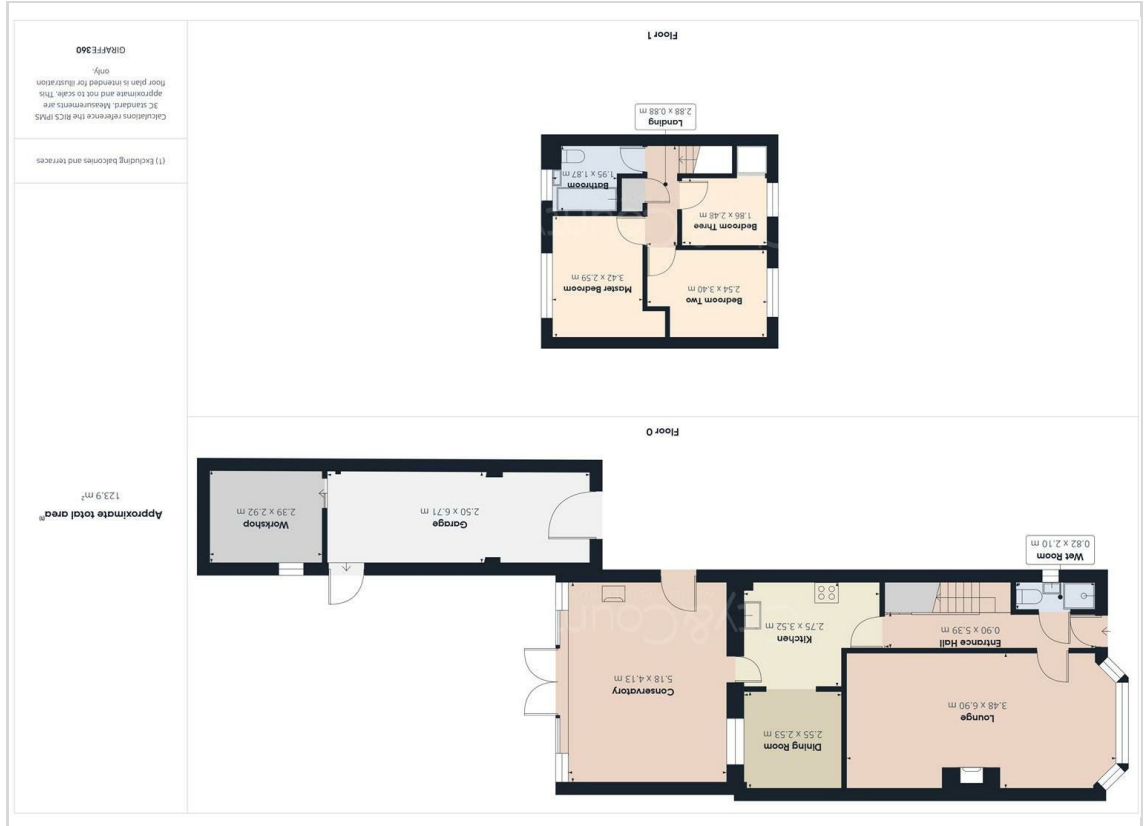 Floor 0
Wet Room
0.82 x 2.10 m
Entrance Hall
0.90 x 5.39 m
Lounge
3.48 x 6.90 m
Kitchen
2.75 x 3.52 m
Dining Room
2.55 x 2.53 m
Conservatory
5.18 x 4.13 m
Garage
2.50 x 6.71 m
Workshop
2.39 x 2.92 m
Floor 1
Landing
2.88 x 0.88 m
Bedroom Three
1.86 x 2.48 m
Bathroom
1.95 x 1.87 m
Bedroom Two
2.54 x 3.40 m
Master Bedroom
3.42 x 2.59 m
Approximate total area⁽¹⁾
123.9 m²
(1) Excluding balconies and terraces
Calculations reference the RICS IPMS
3C standard. Measurements are
approximate and not to scale. This
floor plan is intended for illustration
only.
GIRAFFE360